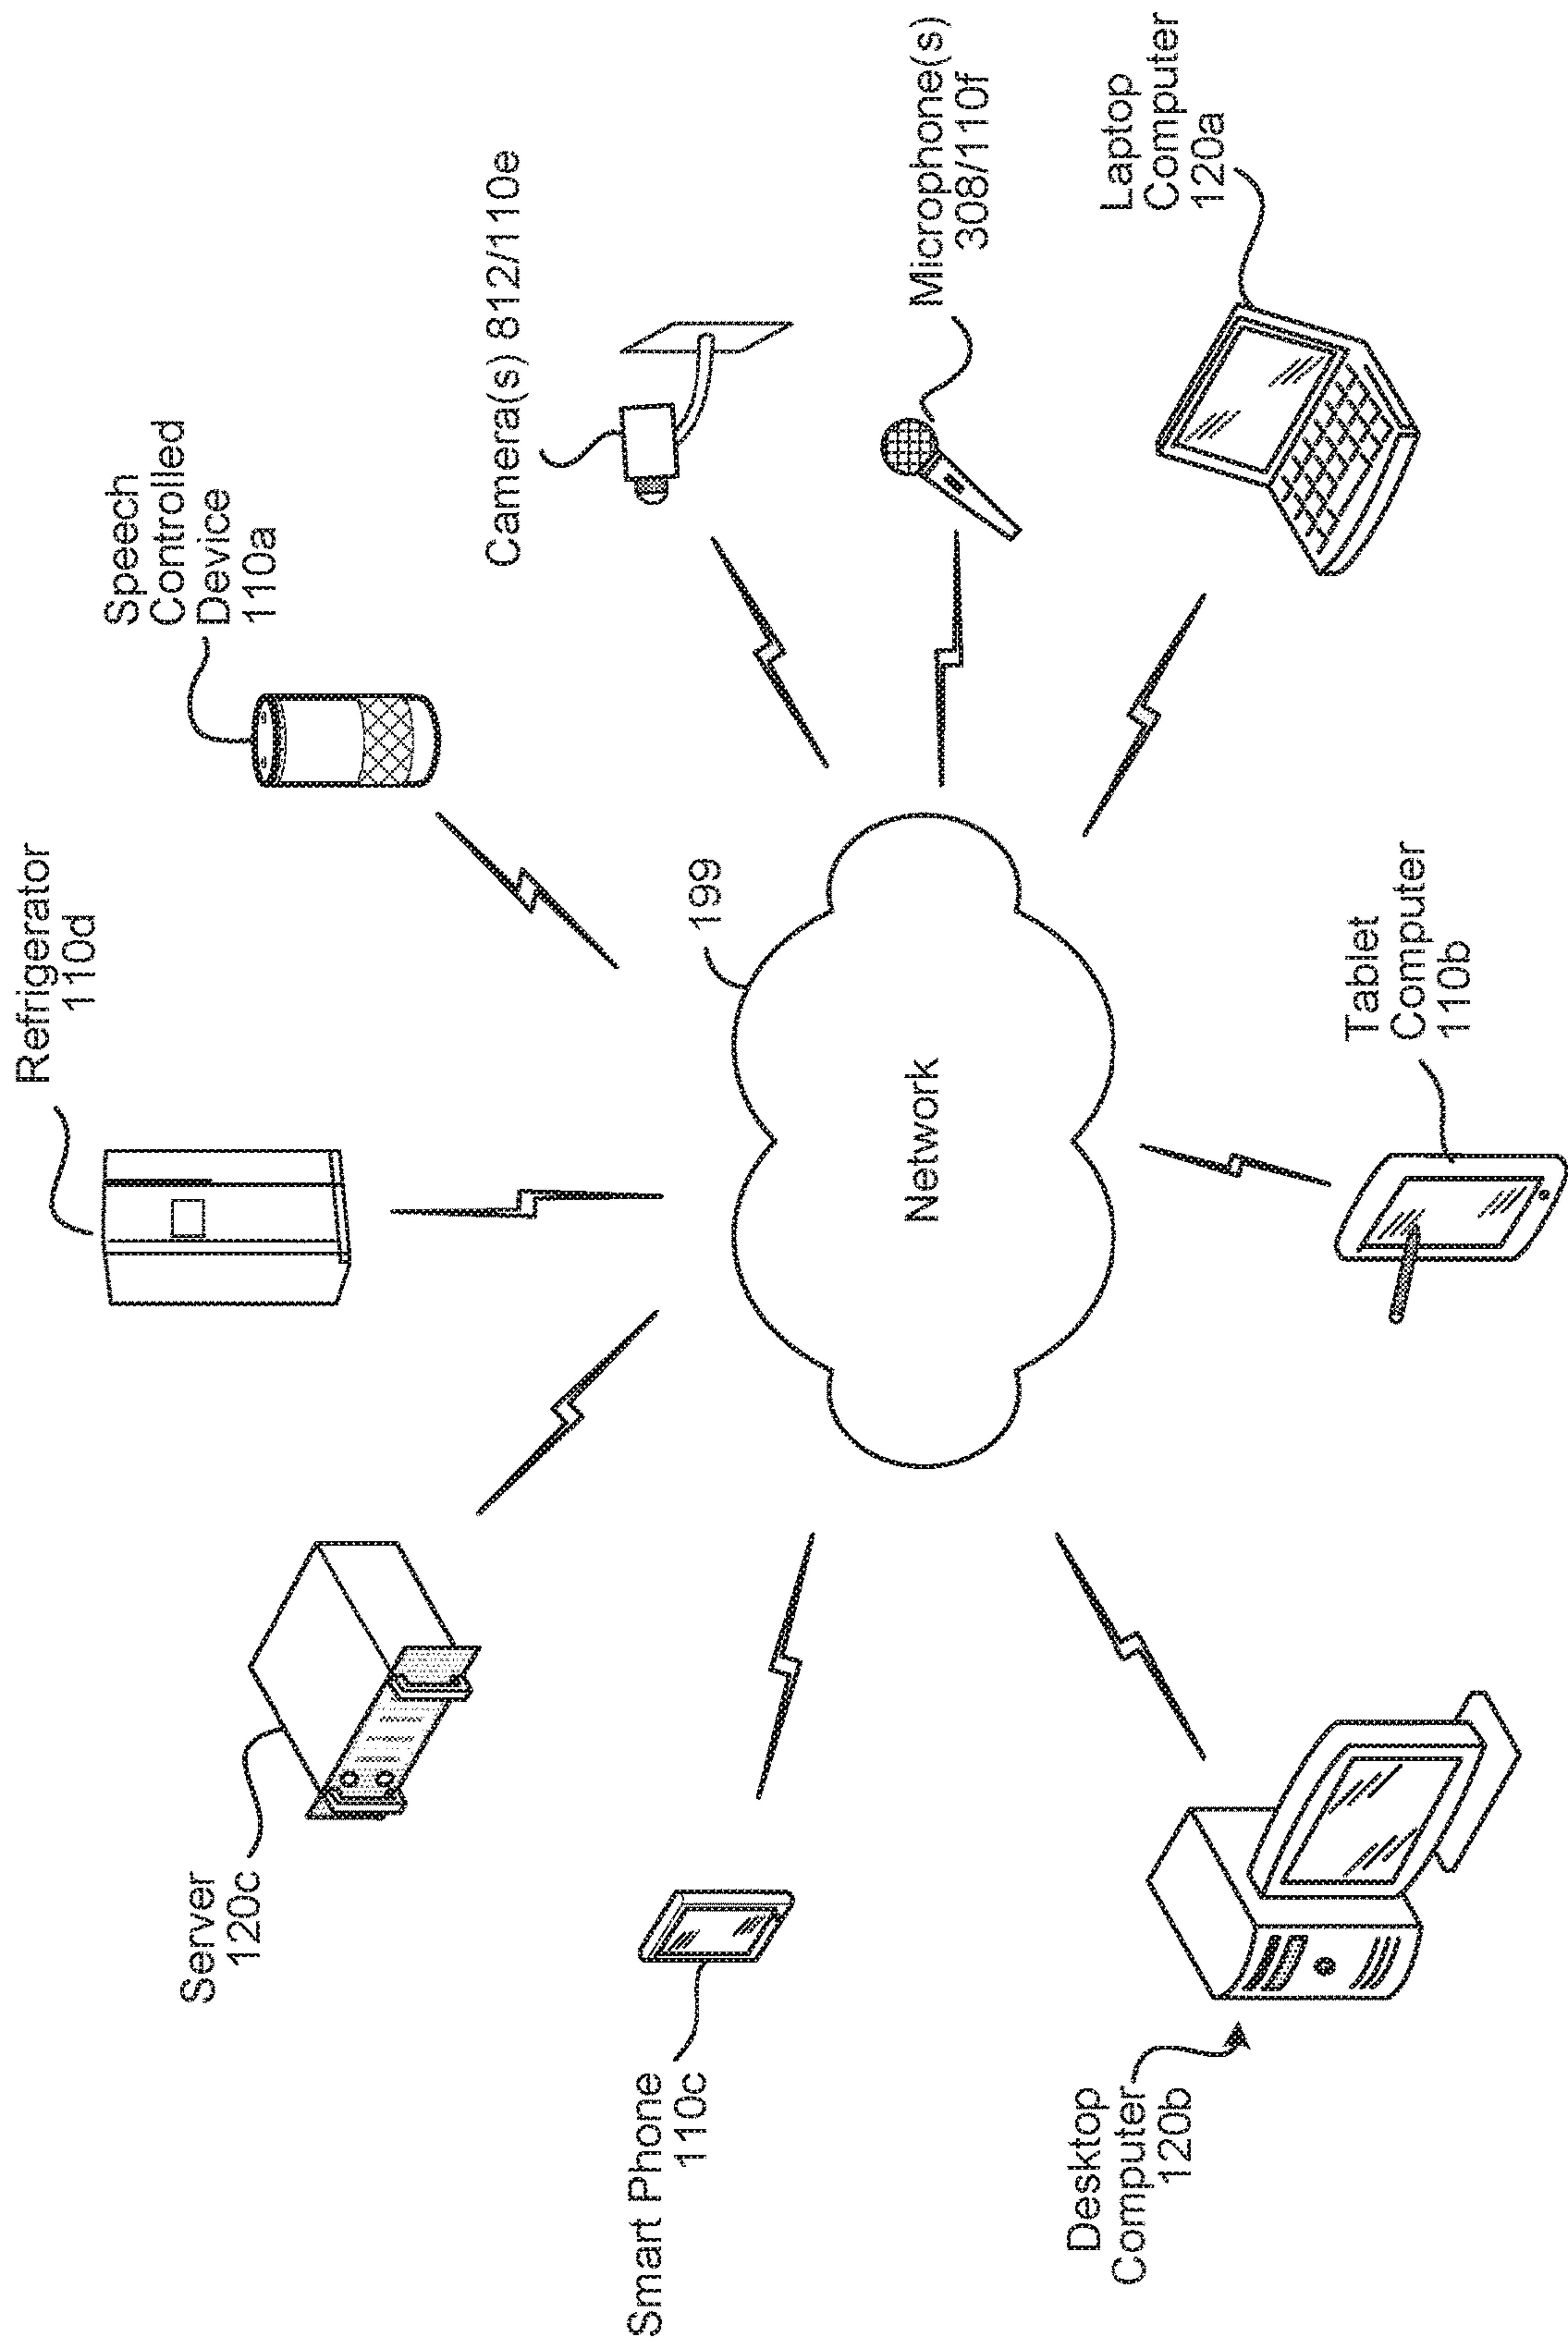 Refrigerator
110d
Speech
Controlled
Device
110a
Server
120c
Camera(s) 812/110e
199
Smart Phone
110c
Network
Microphone(s)
308/110f
Desktop
Computer
120b
Tablet
Computer
110b
Laptop
Computer
120a